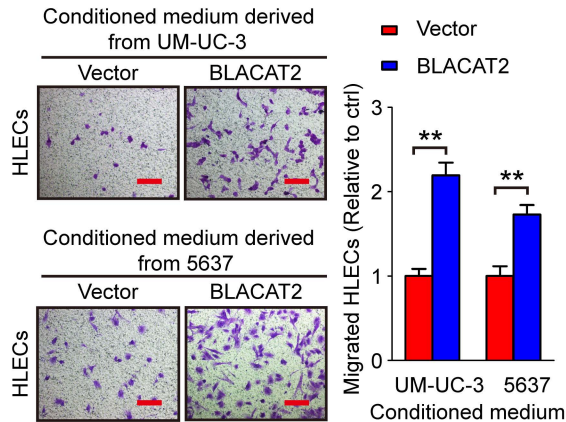 Conditioned medium derived
from UM-UC-3
Vector
BLACAT2
HLECs
Conditioned medium derived
from 5637
Vector
BLACAT2
HLECs
Vector
BLACAT2
Migrated HLECs (Relative to ctrl)
3
2
1
0
**
**
UM-UC-3
5637
Conditioned medium